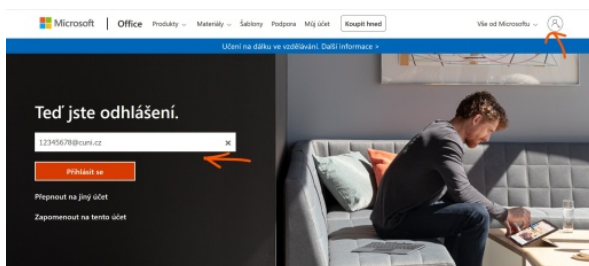 Microsoft Office Produkty Materiály Šablony Podpora Můj účet Koupit hned Vše od Microsoftu
Učení na dálku ve vzdělávání. Další informace >
Teď jste odhlášení.
12345678@cuni.cz
Přihlásit se
Přepnout na jiný účet
Zapomenout na tento účet